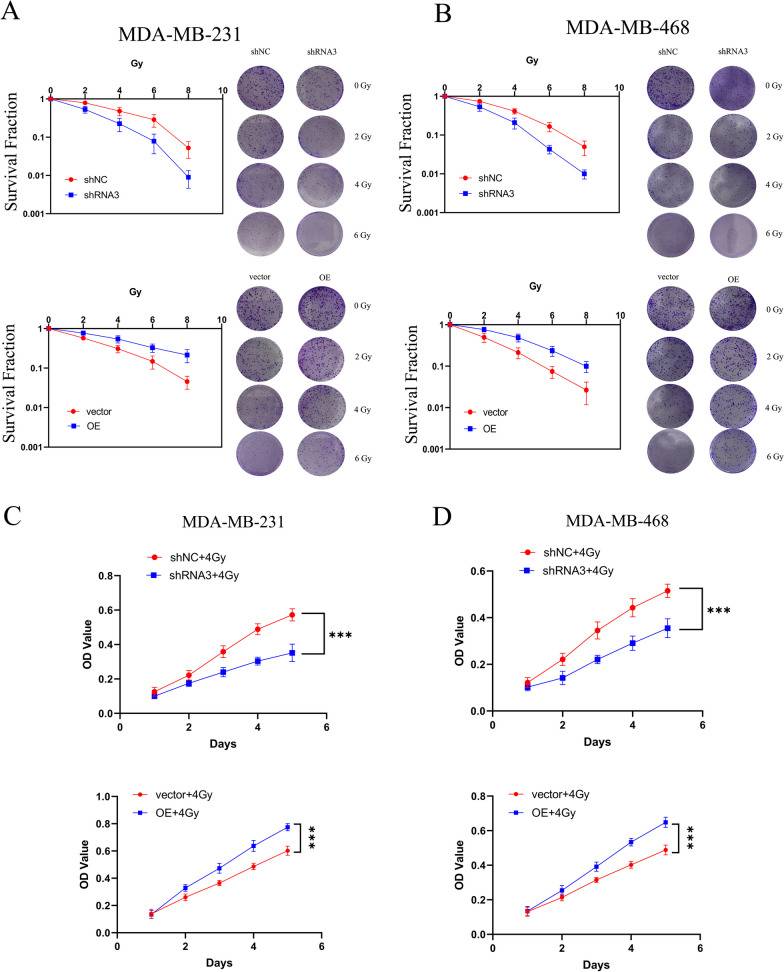 A
MDA-MB-231
shNC shRNA3
Gy
0 2 4 6 8 10
1
0.1
0.01
0.001
Survival Fraction
shNC
shRNA3
0 Gy
2 Gy
4 Gy
6 Gy
vector OE
Gy
0 2 4 6 8 10
1
0.1
0.01
0.001
Survival Fraction
vector
OE
0 Gy
2 Gy
4 Gy
6 Gy
B
MDA-MB-468
shNC shRNA3
Gy
0 2 4 6 8 10
1
0.1
0.01
0.001
Survival Fraction
shNC
shRNA3
0 Gy
2 Gy
4 Gy
6 Gy
vector OE
Gy
0 2 4 6 8 10
1
0.1
0.01
0.001
Survival Fraction
vector
OE
0 Gy
2 Gy
4 Gy
6 Gy
C
MDA-MB-231
shNC+4Gy
shRNA3+4Gy
0.6
0.4
0.2
0.0
OD Value
***
0 2 4 6
Days
vector+4Gy
OE+4Gy
1.0
0.8
0.6
0.4
0.2
0.0
OD Value
***
0 2 4 6
Days
D
MDA-MB-468
shNC+4Gy
shRNA3+4Gy
0.6
0.4
0.2
0.0
OD Value
***
0 2 4 6
Days
vector+4Gy
OE+4Gy
0.8
0.6
0.4
0.2
0.0
OD Value
***
0 2 4 6
Days